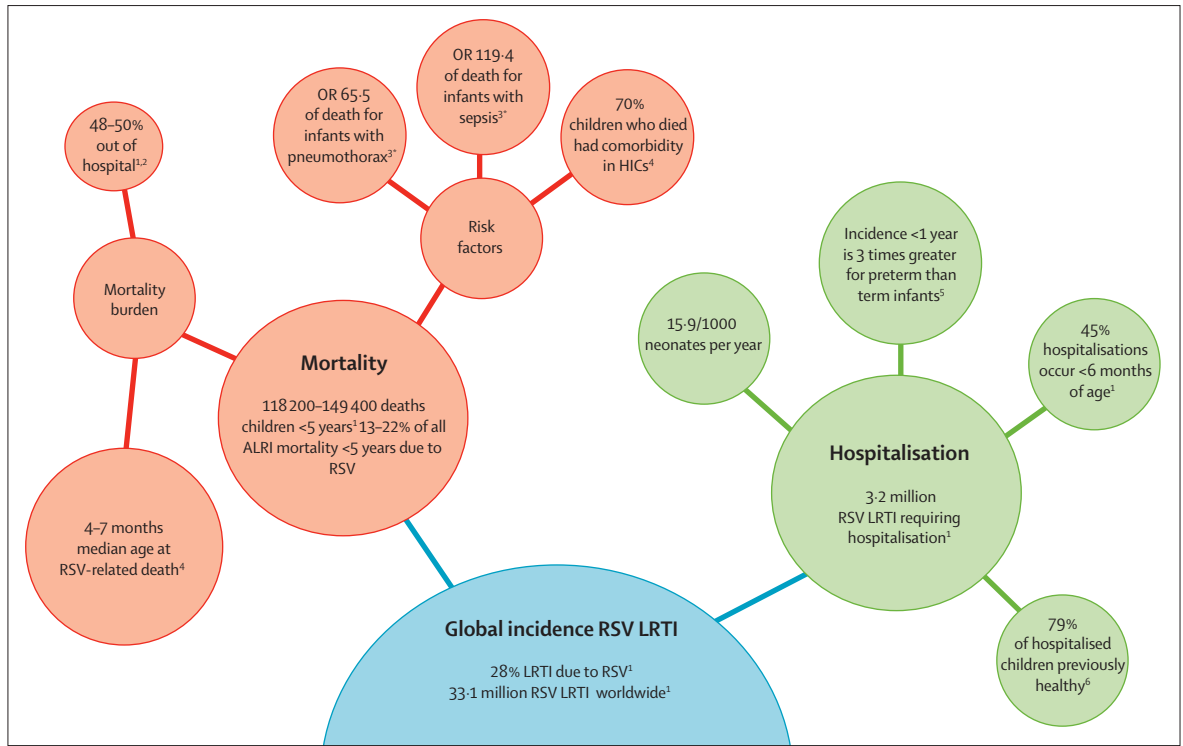 48–50%
out of
hospital¹,²
OR 65·5
of death for
infants with
pneumothorax³*
OR 119·4
of death for
infants with
sepsis³*
70%
children who died
had comorbidity
in HICs⁴
Risk
factors
Mortality
burden
Mortality
118 200–149 400 deaths
children <5 years¹ 13–22% of all
ALRI mortality <5 years due to
RSV
4–7 months
median age at
RSV-related death⁴
Incidence <1 year
is 3 times greater
for preterm than
term infants⁵
15·9/1000
neonates per year
45%
hospitalisations
occur <6 months
of age¹
Hospitalisation
3·2 million
RSV LRTI requiring
hospitalisation¹
79%
of hospitalised
children previously
healthy⁶
Global incidence RSV LRTI
28% LRTI due to RSV¹
33·1 million RSV LRTI worldwide¹